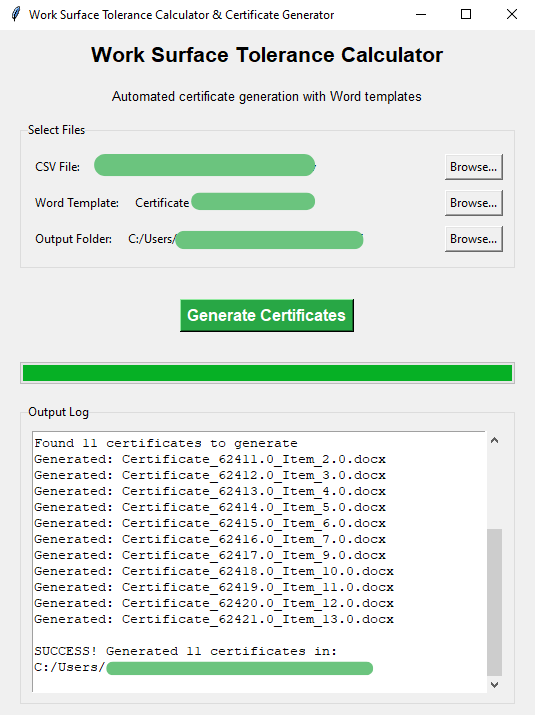 Work Surface Tolerance Calculator & Certificate Generator
Work Surface Tolerance Calculator
Automated certificate generation with Word templates
Select Files
CSV File:
Browse...
Word Template: Certificate
Browse...
Output Folder: C:/Users/
Browse...
Generate Certificates
Output Log
Found 11 certificates to generate
Generated: Certificate_62411.0_Item_2.0.docx
Generated: Certificate_62412.0_Item_3.0.docx
Generated: Certificate_62413.0_Item_4.0.docx
Generated: Certificate_62414.0_Item_5.0.docx
Generated: Certificate_62415.0_Item_6.0.docx
Generated: Certificate_62416.0_Item_7.0.docx
Generated: Certificate_62417.0_Item_9.0.docx
Generated: Certificate_62418.0_Item_10.0.docx
Generated: Certificate_62419.0_Item_11.0.docx
Generated: Certificate_62420.0_Item_12.0.docx
Generated: Certificate_62421.0_Item_13.0.docx
SUCCESS! Generated 11 certificates in:
C:/Users/